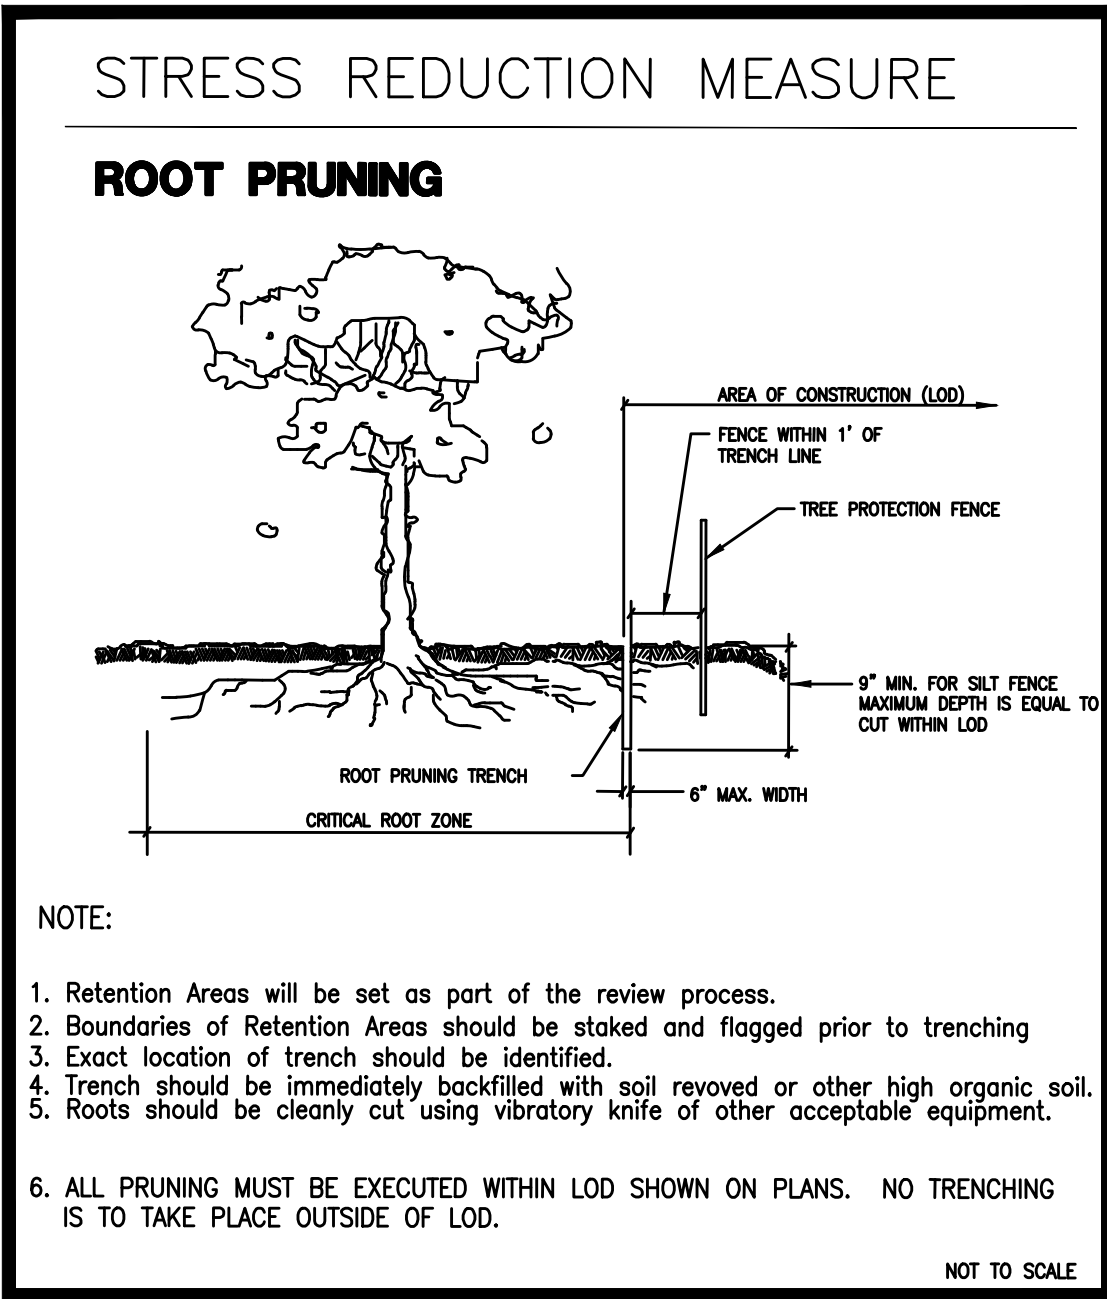 STRESS REDUCTION MEASURE
ROOT PRUNING
AREA OF CONSTRUCTION (LOD)
FENCE WITHIN 1' OF
TRENCH LINE
TREE PROTECTION FENCE
9" MIN. FOR SILT FENCE
MAXIMUM DEPTH IS EQUAL TO
CUT WITHIN LOD
ROOT PRUNING TRENCH
6" MAX. WIDTH
CRITICAL ROOT ZONE
NOTE:
1. Retention Areas will be set as part of the review process.
2. Boundaries of Retention Areas should be staked and flagged prior to trenching
3. Exact location of trench should be identified.
4. Trench should be immediately backfilled with soil revoved or other high organic soil.
5. Roots should be cleanly cut using vibratory knife of other acceptable equipment.
6. ALL PRUNING MUST BE EXECUTED WITHIN LOD SHOWN ON PLANS. NO TRENCHING
IS TO TAKE PLACE OUTSIDE OF LOD.
NOT TO SCALE